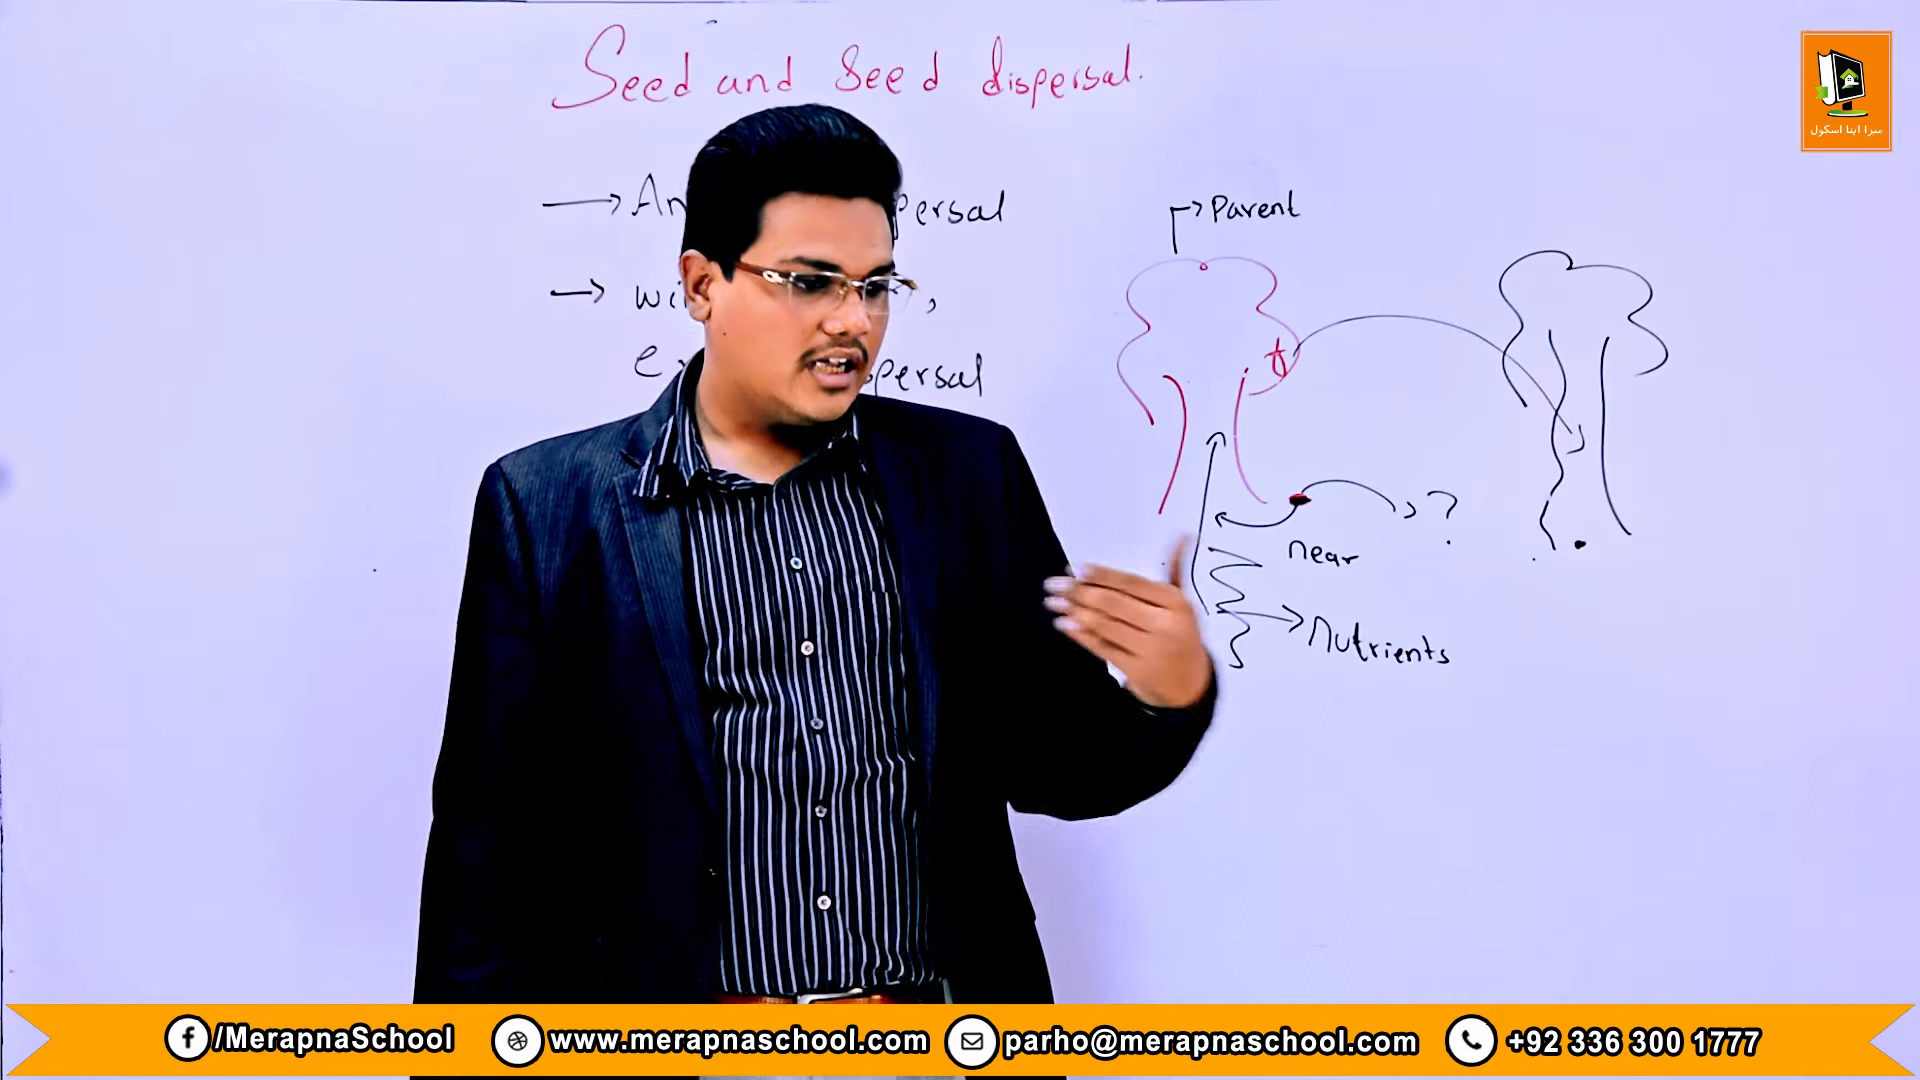 Seed and Seed dispersal.
میرا اپنا اسکول
→ An persal
→ Parent
→ wi ,
e persal
→ ?
near
→ Nutrients
/MerapnaSchool
www.merapnaschool.com
parho@merapnaschool.com
+92 336 300 1777